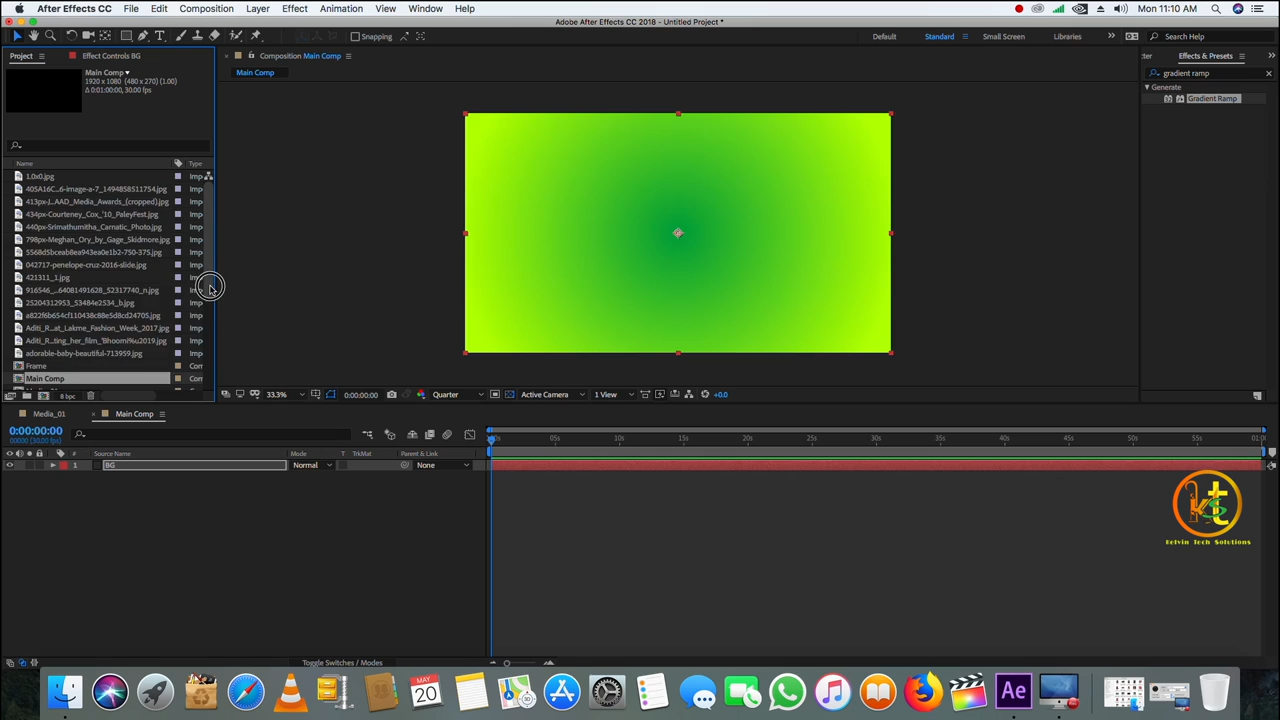 After Effects CC File Edit Composition Layer Effect Animation View Window Help Mon 11:10 AM
Adobe After Effects CC 2018 - Untitled Project *
Snapping Default Standard Small Screen Libraries Search Help
Project Effect Controls BG Composition Main Comp Effects & Presets
Main Comp
1920 x 1080 (480 x 270) (1.00)
Δ 0:01:00:00, 30.00 fps
Main Comp
gradient ramp
Generate
Gradient Ramp
Name Type
1.0x0.jpg Imp
405A16C...6-image-a-7_1494858511754.jpg Imp
413px-...AAD_Media_Awards_(cropped).jpg Imp
434px-Courteney_Cox_'10_PaleyFest.jpg Imp
440px-Srimathumitha_Carnatic_Photo.jpg Imp
798px-Meghan_Ory_by_Gage_Skidmore.jpg Imp
5568d5bceab8ea943ea0e1b2-750-375.jpg Imp
042717-penelope-cruz-2016-slide.jpg Imp
421311_1.jpg Imp
916546_...64081491628_52317740_n.jpg Imp
25204312953_53484e2534_b.jpg Imp
a822f6b654cf110438c88e5d8cd24705.jpg Imp
Aditi_R...at_Lakme_Fashion_Week_2017.jpg Imp
Aditi_R...ting_her_film_'Bhoomi%u2019.jpg Imp
adorable-baby-beautiful-713959.jpg Imp
Frame Con
Main Comp Con
8 bpc
33.3% 0:00:00:00 Quarter Active Camera 1 View +0.0
Media_01 Main Comp
0:00:00:00
00000 (30.00 fps)
05s 10s 15s 20s 25s 30s 35s 40s 45s 50s 55s 01:0
# Source Name Mode T TrkMat Parent & Link
1 BG Normal None
kt
S
Kelvin Tech Solutions
Toggle Switches / Modes
MAY
20
Ae